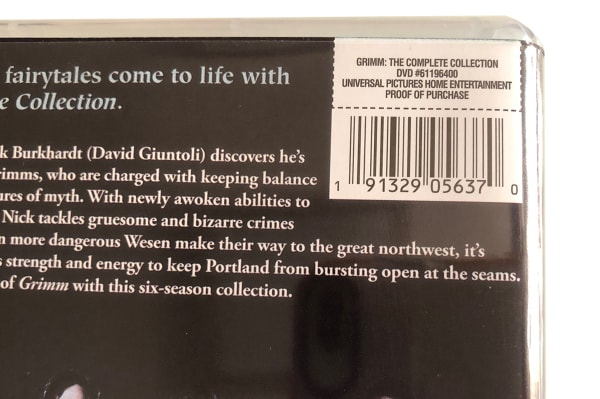 fairytales come to life with
Collection.
GRIMM: THE COMPLETE COLLECTION
DVD #61196400
UNIVERSAL PICTURES HOME ENTERTAINMENT
PROOF OF PURCHASE
1 91329 05637 0
k Burkhardt (David Giuntoli) discovers he's
rimms, who are charged with keeping balance
ures of myth. With newly awoken abilities to
Nick tackles gruesome and bizarre crimes
n more dangerous Wesen make their way to the great northwest, it's
s strength and energy to keep Portland from bursting open at the seams.
of Grimm with this six-season collection.